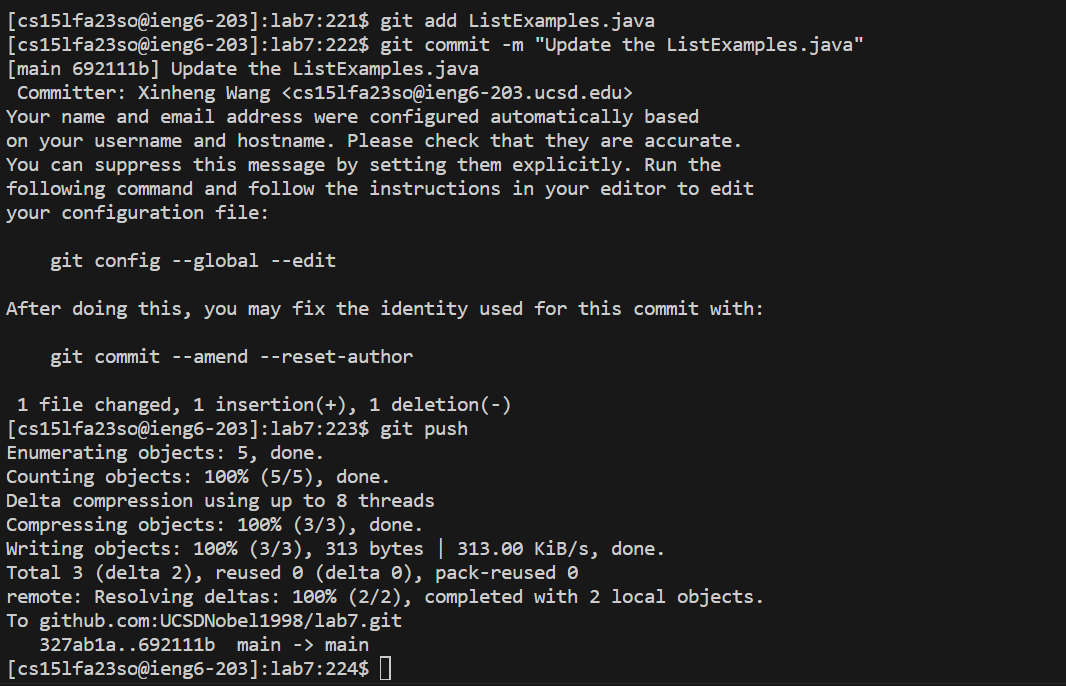 [cs15lfa23so@ieng6-203]:lab7:221$ git add ListExamples.java
[cs15lfa23so@ieng6-203]:lab7:222$ git commit -m "Update the ListExamples.java"
[main 692111b] Update the ListExamples.java
 Committer: Xinheng Wang <cs15lfa23so@ieng6-203.ucsd.edu>
Your name and email address were configured automatically based
on your username and hostname. Please check that they are accurate.
You can suppress this message by setting them explicitly. Run the
following command and follow the instructions in your editor to edit
your configuration file:

    git config --global --edit

After doing this, you may fix the identity used for this commit with:

    git commit --amend --reset-author

 1 file changed, 1 insertion(+), 1 deletion(-)
[cs15lfa23so@ieng6-203]:lab7:223$ git push
Enumerating objects: 5, done.
Counting objects: 100% (5/5), done.
Delta compression using up to 8 threads
Compressing objects: 100% (3/3), done.
Writing objects: 100% (3/3), 313 bytes | 313.00 KiB/s, done.
Total 3 (delta 2), reused 0 (delta 0), pack-reused 0
remote: Resolving deltas: 100% (2/2), completed with 2 local objects.
To github.com:UCSDNobel1998/lab7.git
   327ab1a..692111b  main -> main
[cs15lfa23so@ieng6-203]:lab7:224$